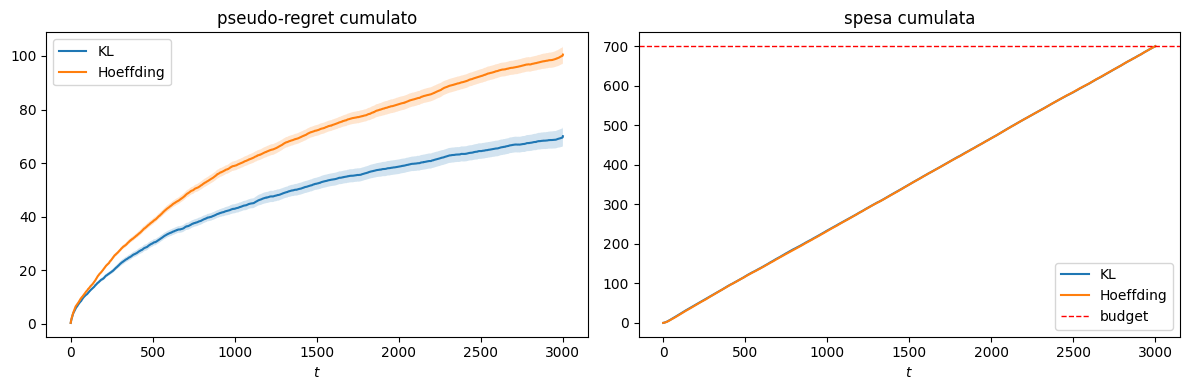 pseudo-regret cumulato
KL
Hoeffding
100
80
60
40
20
0
0 500 1000 1500 2000 2500 3000
t
spesa cumulata
700
600
500
400
300
200
100
0
KL
Hoeffding
budget
0 500 1000 1500 2000 2500 3000
t